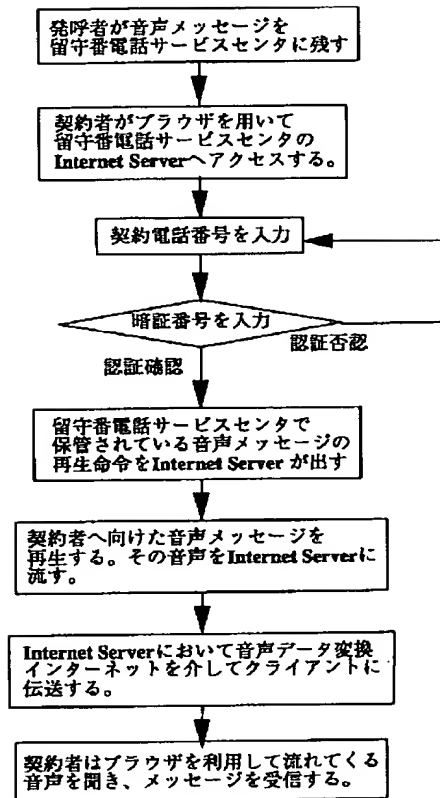 発呼者が音声メッセージを
留守番電話サービスセンタに残す
契約者がブラウザを用いて
留守番電話サービスセンタの
Internet Serverへアクセスする。
契約電話番号を入力
暗証番号を入力
認証否認
認証確認
留守番電話サービスセンタで
保管されている音声メッセージの
再生命令をInternet Server が出す
契約者へ向けた音声メッセージを
再生する。その音声をInternet Serverに
流す。
Internet Serverにおいて音声データ変換
インターネットを介してクライアントに
伝送する。
契約者はブラウザを利用して流れてくる
音声を聞き、メッセージを受信する。